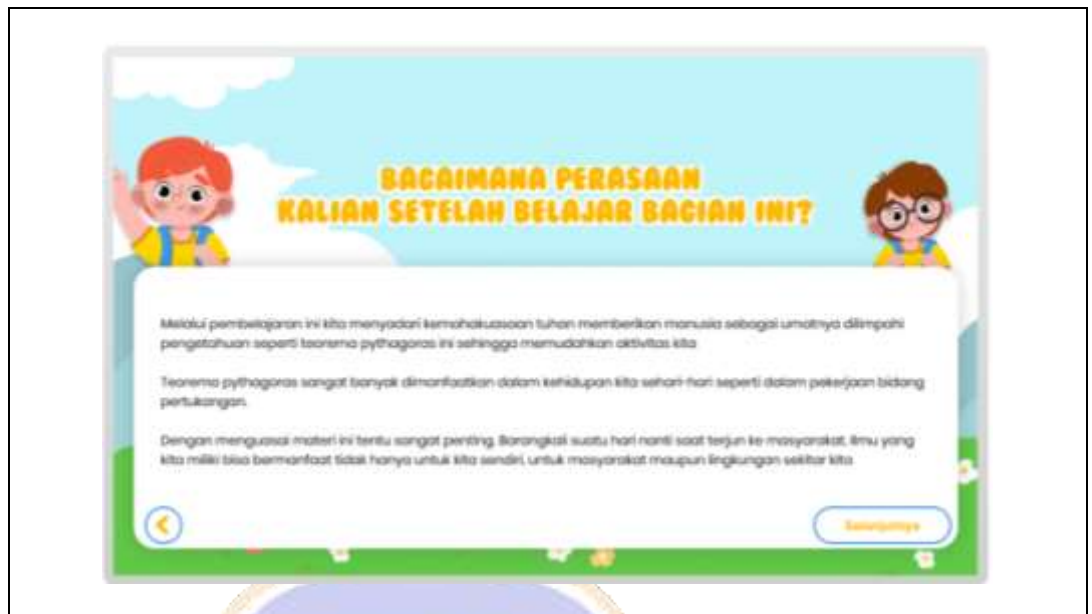 BAGAIMANA PERASAAN
KALIAN SETELAH BELAJAR BAGIAN INI?
Melalui pembelajaran ini kita menyadari kemahakuasaan tuhan memberikan manusia sebagai umatnya dilimpahi
pengetahuan seperti teorema pythagoras ini sehingga memudahkan aktivitas kita
Teorema pythagoras sangat banyak dimanfaatkan dalam kehidupan kita sehari-hari seperti dalam pekerjaan bidang
pertukangan.
Dengan menguasai materi ini tentu sangat penting. Barangkali suatu hari nanti saat terjun ke masyarakat, ilmu yang
kita miliki bisa bermanfaat tidak hanya untuk kita sendiri, untuk masyarakat maupun lingkungan sekitar kita
Selanjutnya